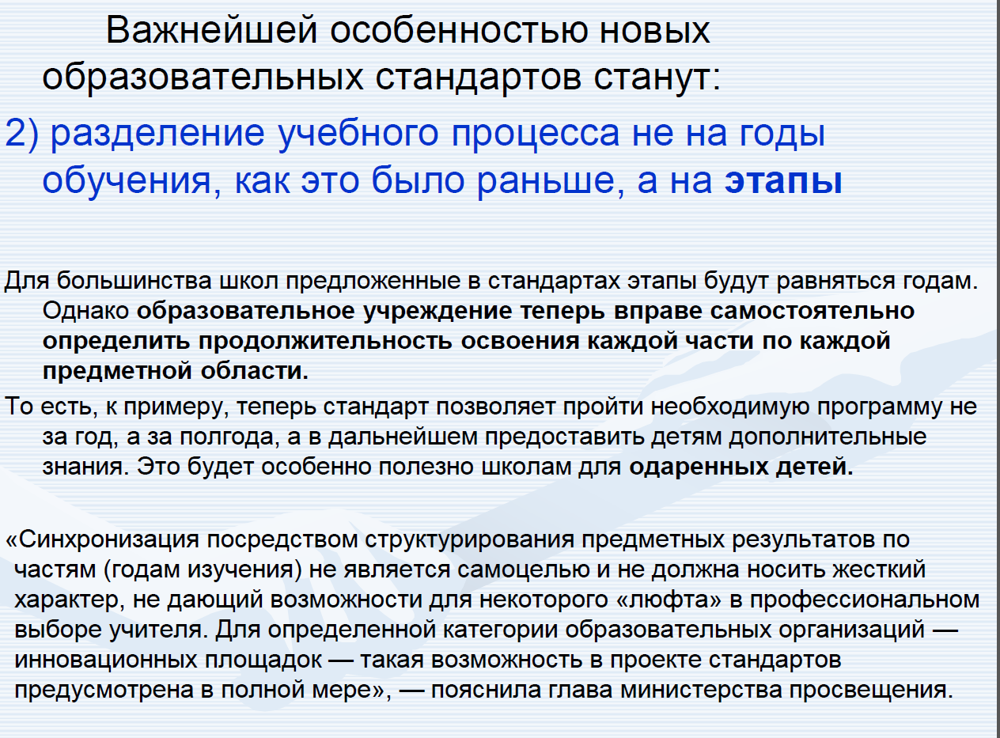 Важнейшей особенностью новых
образовательных стандартов станут:
2) разделение учебного процесса не на годы
обучения, как это было раньше, а на этапы
Для большинства школ предложенные в стандартах этапы будут равняться годам.
Однако образовательное учреждение теперь вправе самостоятельно
определить продолжительность освоения каждой части по каждой
предметной области.
То есть, к примеру, теперь стандарт позволяет пройти необходимую программу не
за год, а за полгода, а в дальнейшем предоставить детям дополнительные
знания. Это будет особенно полезно школам для одаренных детей.
«Синхронизация посредством структурирования предметных результатов по
частям (годам изучения) не является самоцелью и не должна носить жесткий
характер, не дающий возможности для некоторого «люфта» в профессиональном
выборе учителя. Для определенной категории образовательных организаций —
инновационных площадок — такая возможность в проекте стандартов
предусмотрена в полной мере», — пояснила глава министерства просвещения.